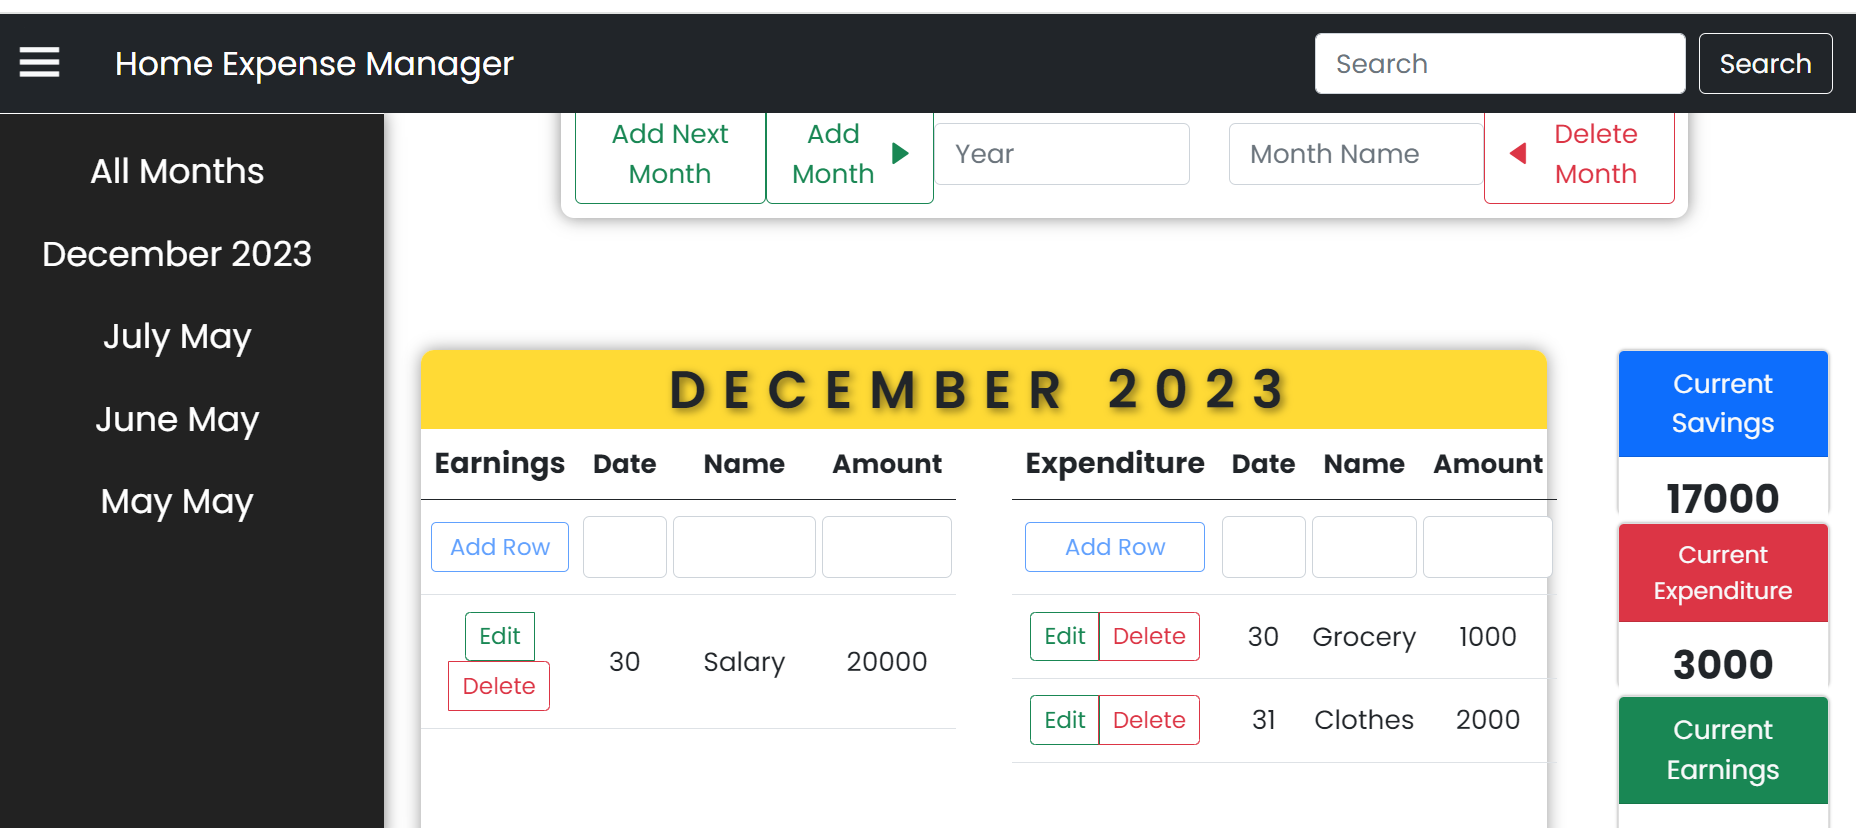 Home Expense Manager
Search
Search
All Months
December 2023
July May
June May
May May
Add Next
Month
Add
Month
Year
Month Name
Delete
Month
DECEMBER 2023
Earnings Date Name Amount
Add Row
Edit
Delete
30 Salary 20000
Expenditure Date Name Amount
Add Row
Edit Delete 30 Grocery 1000
Edit Delete 31 Clothes 2000
Current
Savings
17000
Current
Expenditure
3000
Current
Earnings